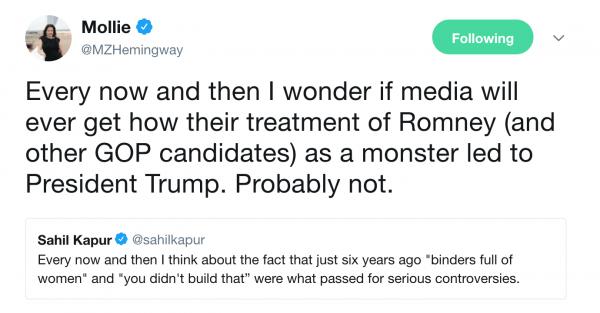 Mollie
@MZHemingway
Following
Every now and then I wonder if media will
ever get how their treatment of Romney (and
other GOP candidates) as a monster led to
President Trump. Probably not.
Sahil Kapur @sahilkapur
Every now and then I think about the fact that just six years ago "binders full of
women" and "you didn't build that” were what passed for serious controversies.